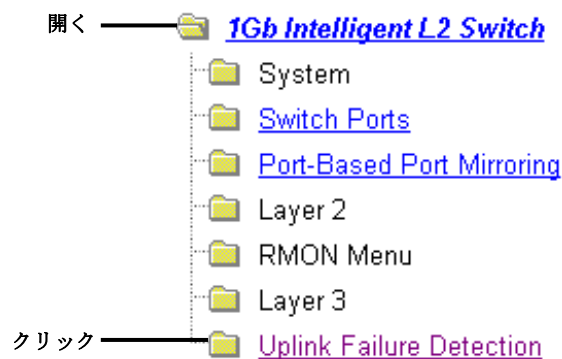 開く
1Gb Intelligent L2 Switch
System
Switch Ports
Port-Based Port Mirroring
Layer 2
RMON Menu
Layer 3
クリック
Uplink Failure Detection